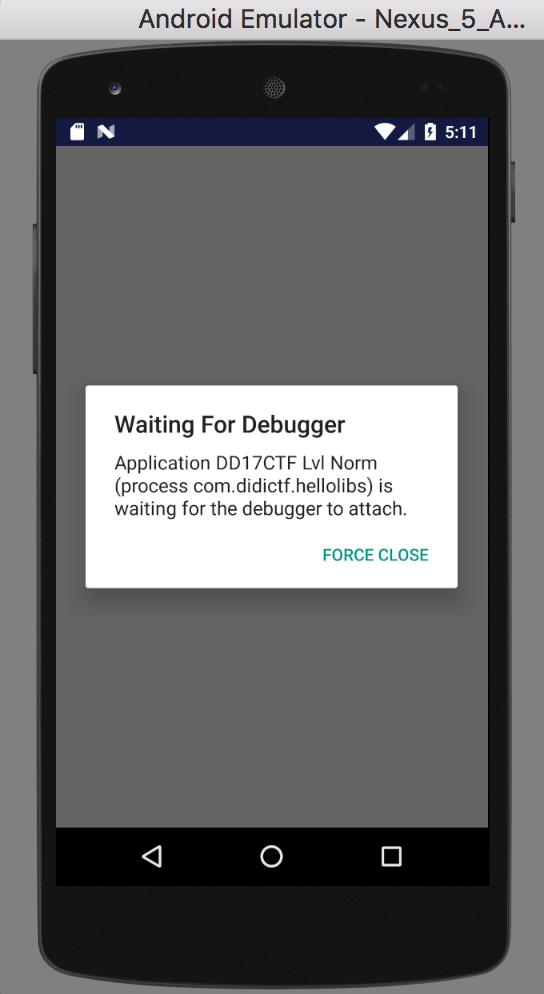 Android Emulator - Nexus_5_A...
5:11
Waiting For Debugger
Application DD17CTF Lvl Norm
(process com.didictf.hellolibs) is
waiting for the debugger to attach.
FORCE CLOSE